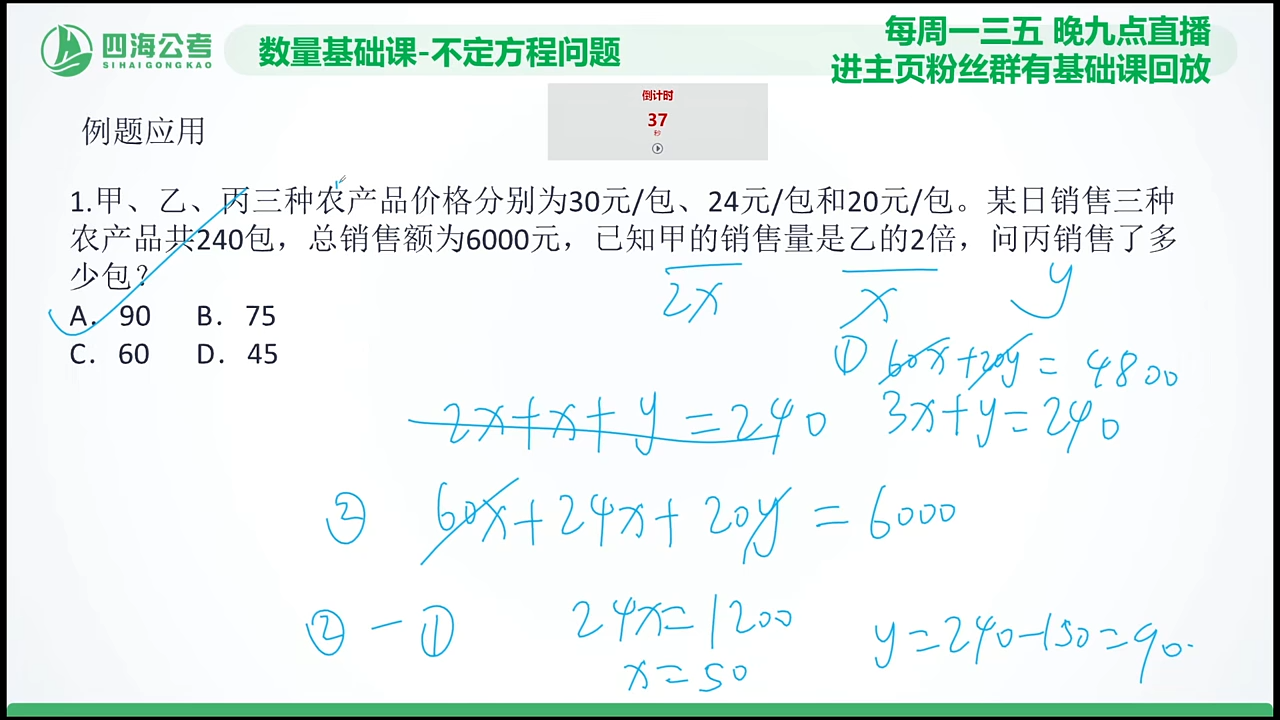 四海公考
SIHAIGONGKAO
数量基础课-不定方程问题
每周一三五 晚九点直播
进主页粉丝群有基础课回放
倒计时
37
秒
例题应用
1.甲、乙、丙三种农产品价格分别为30元/包、24元/包和20元/包。某日销售三种
农产品共240包，总销售额为6000元，已知甲的销售量是乙的2倍，问丙销售了多
少包？
2x x y
A. 90 B. 75
C. 60 D. 45
① 60x+20y=4800
2x+x+y=240 3x+y=240
② 60x+24x+20y=6000
②-① 24x=1200 y=240-150=90.
x=50